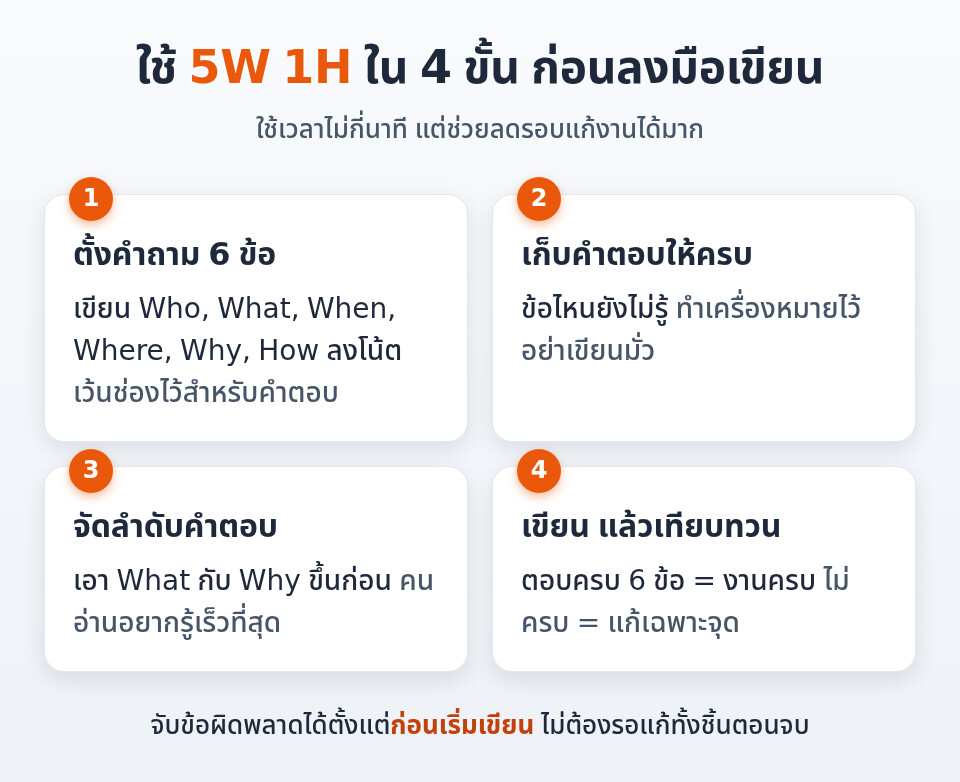 ใช้ 5W 1H ใน 4 ขั้น ก่อนลงมือเขียน
ใช้เวลาไม่กี่นาที แต่ช่วยลดรอบแก้งานได้มาก
1
ตั้งคำถาม 6 ข้อ
เขียน Who, What, When,
Where, Why, How ลงโน้ต
เว้นช่องไว้สำหรับคำตอบ
2
เก็บคำตอบให้ครบ
ข้อไหนยังไม่รู้ ทำเครื่องหมายไว้
อย่าเขียนมั่ว
3
จัดลำดับคำตอบ
เอา What กับ Why ขึ้นก่อน คน
อ่านอยากรู้เร็วที่สุด
4
เขียน แล้วเทียบทวน
ตอบครบ 6 ข้อ = งานครบ ไม่
ครบ = แก้เฉพาะจุด
จับข้อผิดพลาดได้ตั้งแต่ก่อนเริ่มเขียน ไม่ต้องรอแก้ทั้งชิ้นตอนจบ